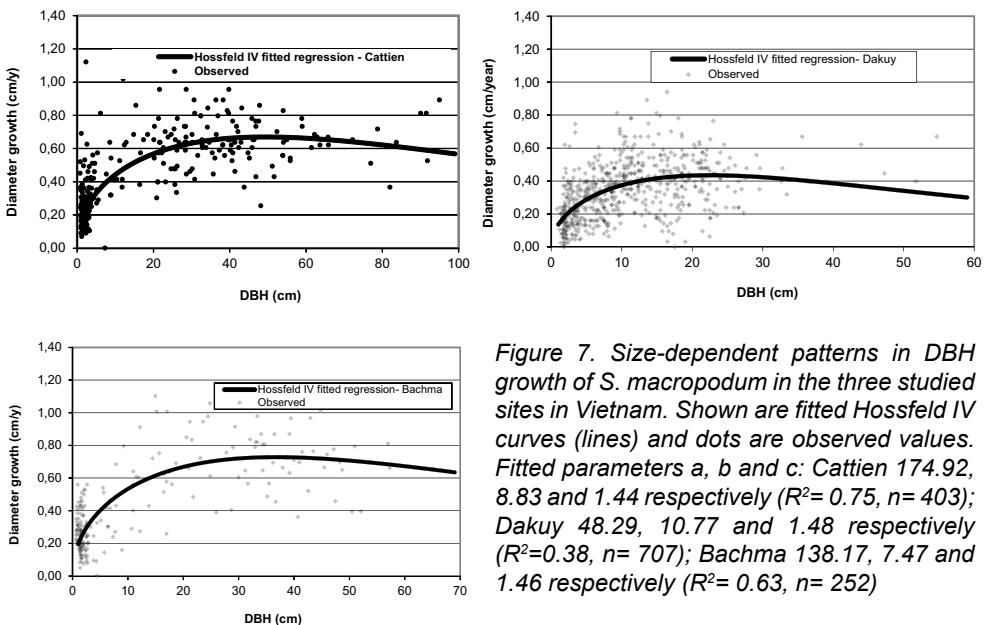 1,40
1,20
1,00
0,80
0,60
0,40
0,20
0,00
Diameter growth (cm/y)
Hossfeld IV fitted regression - Cattien
Observed
0 20 40 60 80 100
DBH (cm)
1,40
1,20
1,00
0,80
0,60
0,40
0,20
0,00
Diameter growth (cm/year)
Hossfeld IV fitted regression- Dakuy
Observed
0 10 20 30 40 50 60
DBH (cm)
1,40
1,20
1,00
0,80
0,60
0,40
0,20
0,00
Diameter growth (cm/y)
Hossfeld IV fitted regression- Bachma
Observed
0 10 20 30 40 50 60 70
DBH (cm)
Figure 7. Size-dependent patterns in DBH
growth of S. macropodum in the three studied
sites in Vietnam. Shown are fitted Hossfeld IV
curves (lines) and dots are observed values.
Fitted parameters a, b and c: Cattien 174.92,
8.83 and 1.44 respectively (R²= 0.75, n= 403);
Dakuy 48.29, 10.77 and 1.48 respectively
(R²=0.38, n= 707); Bachma 138.17, 7.47 and
1.46 respectively (R²= 0.63, n= 252)